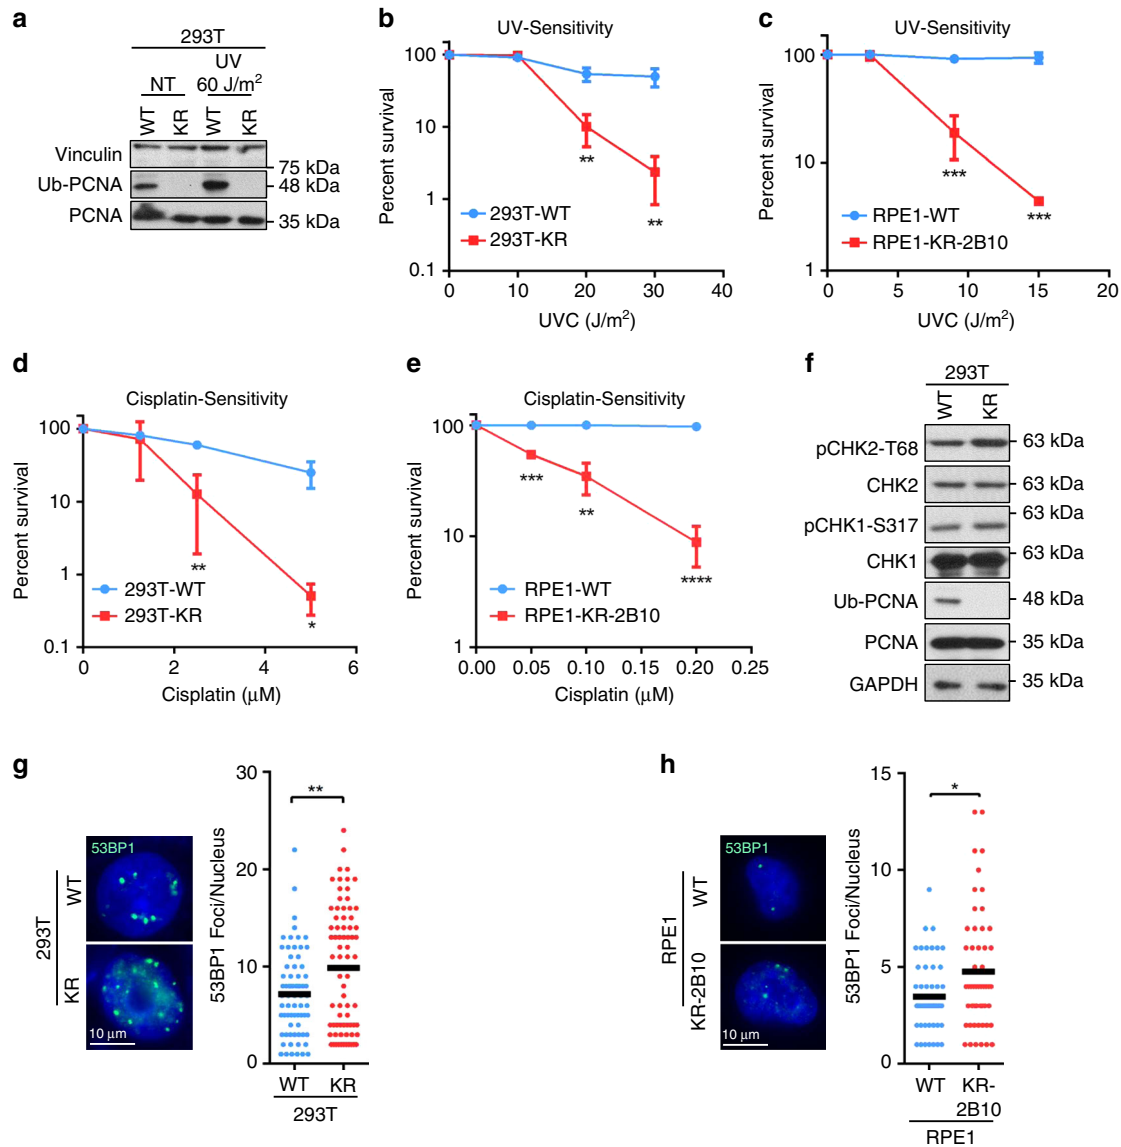 a
293T
NT
UV
60 J/m²
WT
KR
WT
KR
Vinculin
75 kDa
Ub-PCNA
48 kDa
PCNA
35 kDa
b
UV-Sensitivity
Percent survival
100
10
1
0.1
293T-WT
293T-KR
**
**
0
10
20
30
40
UVC (J/m²)
c
UV-Sensitivity
Percent survival
100
10
1
RPE1-WT
RPE1-KR-2B10
***
***
0
5
10
15
20
UVC (J/m²)
d
Cisplatin-Sensitivity
Percent survival
100
10
1
0.1
293T-WT
293T-KR
**
*
0
2
4
6
Cisplatin (μM)
e
Cisplatin-Sensitivity
Percent survival
100
10
1
RPE1-WT
RPE1-KR-2B10
***
**
****
0.00
0.05
0.10
0.15
0.20
0.25
Cisplatin (μM)
f
293T
WT
KR
pCHK2-T68
63 kDa
CHK2
63 kDa
pCHK1-S317
63 kDa
CHK1
63 kDa
Ub-PCNA
48 kDa
PCNA
35 kDa
GAPDH
35 kDa
g
293T
WT
KR
53BP1
10 μm
53BP1 Foci/Nucleus
30
20
10
0
**
WT
KR
293T
h
RPE1
WT
KR-2B10
53BP1
10 μm
53BP1 Foci/Nucleus
15
10
5
0
*
WT
KR-
2B10
RPE1